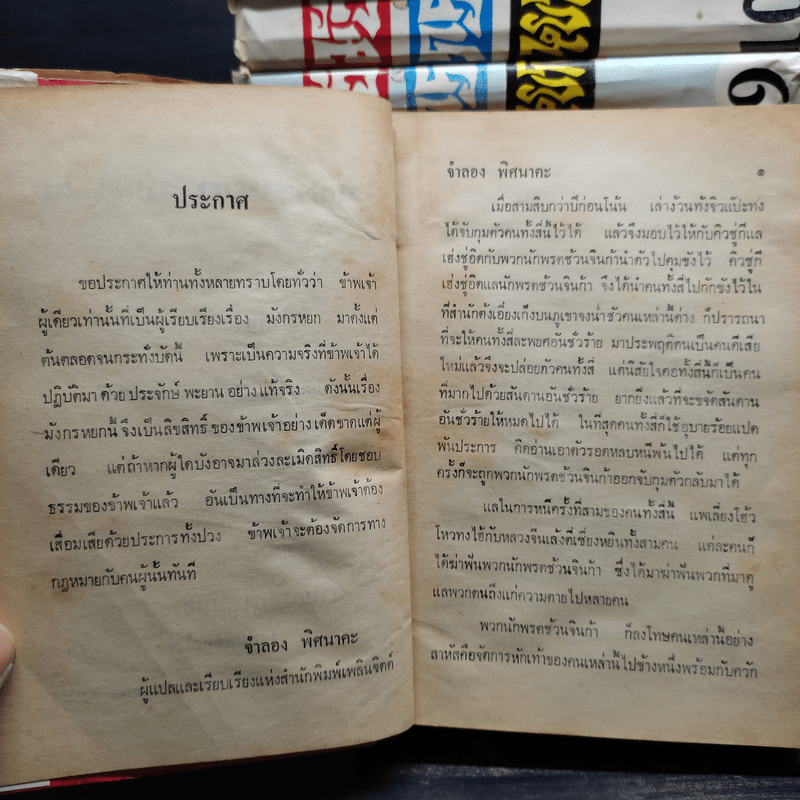 9
10
ประกาศ
ขอประกาศให้ท่านทั้งหลายทราบโดยทั่วว่า ข้าพเจ้า
ผู้เดียวเท่านั้นที่เป็นผู้เรียบเรียงเรื่อง มังกรหยก มาตั้งแต่
ต้นตลอดจนกระทั่งบัดนี้ เพราะเป็นความจริงที่ข้าพเจ้าได้
ปฏิบัติมา ด้วย ประจักษ์ พะยาน อย่าง แท้จริง ดังนั้นเรื่อง
มังกรหยกนี้ จึงเป็นลิขสิทธิ์ ของข้าพเจ้าอย่าง เด็ดขาดแต่ผู้
เดียว แต่ถ้าหากผู้ใดบังอาจมาล่วงละเมิดสิทธิ์โดยชอบ
ธรรมของข้าพเจ้าแล้ว อันเป็นทางที่จะทำให้ข้าพเจ้าต้อง
เสื่อมเสียด้วยประการทั้งปวง ข้าพเจ้าจะต้องจัดการทาง
กฎหมายกับคนผู้นั้นทันที
จำลอง พิศนาคะ
ผู้แปลและเรียบเรียงแห่งสำนักพิมพ์เพลินจิตต์
จำลอง พิศนาคะ ๑
เมื่อสามสิบกว่าปีก่อนโน้น เล่าง้วนทั้งจิวแป๊ะทง
ได้จับกุมตัวคนทั้งสี่นี้ไว้ได้ แล้วจึงมอบไว้ให้กับคิวชู่กีแล
เฮ่งชู่อิดกับพวกนักพรตช้วนจินก้านำตัวไปคุมขังไว้ คิวชู่กี
เฮ่งชู่อิดแลนักพรตช้วนจินก้า จึงได้นำคนทั้งสี่ไปกักขังไว้ใน
ที่สำนักตังเอี้ยงเก็งบนภูเขาจงน่ำซัวคนเหล่านี้ต่าง ก็ปรารถนา
ที่จะให้คนทั้งสี่ละพยศอันชั่วร้าย มาประพฤติตนเป็นคนดีเสีย
ใหม่แล้วจึงจะปล่อยตัวคนทั้งสี่ แต่นิสัยใจคอทั้งสี่นี้ก็เป็นคน
ที่มากไปด้วยสันดานอันชั่วร้าย ยากยิ่งแล้วที่จะขจัดสันดาน
อันชั่วร้ายให้หมดไปได้ ในที่สุดคนทั้งสี่ก็ใช้อุบายร้อยแปด
พันประการ คิดอ่านเอาตัวรอดหลบหนีพ้นไปได้ แต่ทุก
ครั้งก็จะถูกพวกนักพรตช้วนจินก้าออกจับกุมตัวกลับมาได้
แลในการหนีครั้งที่สามของคนทั้งสี่นี้ แพเลี่ยงโฮ้ว
โหวทงไฮ้กับหลวงจีนเล้งตี่เซี่ยงหยินทั้งสามคน แต่ละคนก็
ได้ฆ่าฟันพวกนักพรตช้วนจินก้า ซึ่งได้มาฆ่าฟันพวกที่มาดู
แลพวกตนถึงแก่ความตายไปหลายคน
พวกนักพรตช้วนจินก้า ก็ลงโทษคนเหล่านี้อย่าง
สาหัสคือจัดการหักเท้าของคนเหล่านี้ไปข้างหนึ่งพร้อมกับควัก